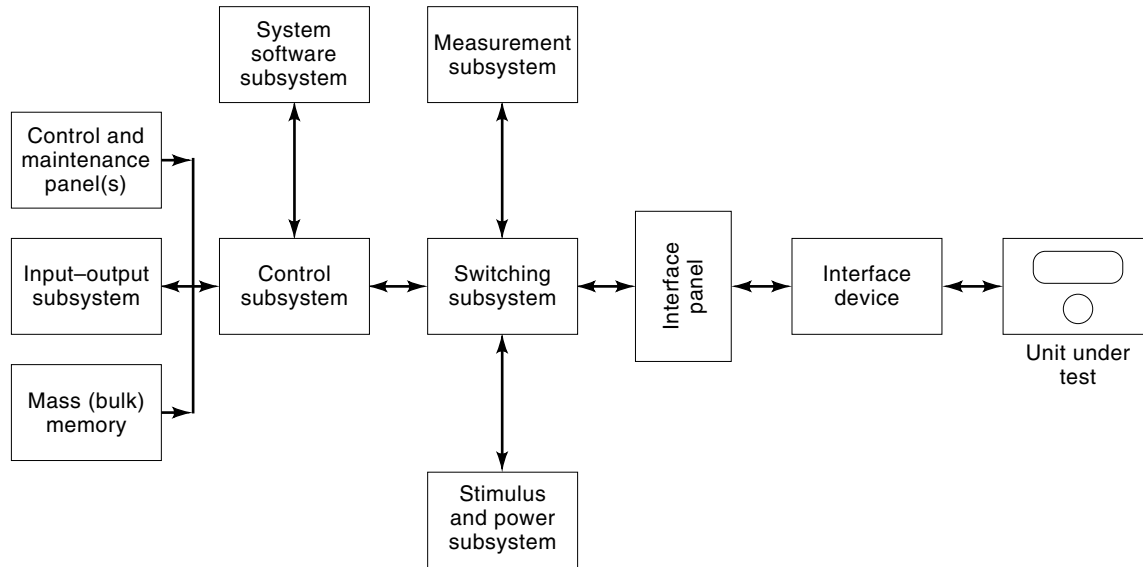 System
software
subsystem
Measurement
subsystem
Control and
maintenance
panel(s)
Input–output
subsystem
Control
subsystem
Switching
subsystem
Interface
panel
Interface
device
Unit under
test
Mass (bulk)
memory
Stimulus
and power
subsystem